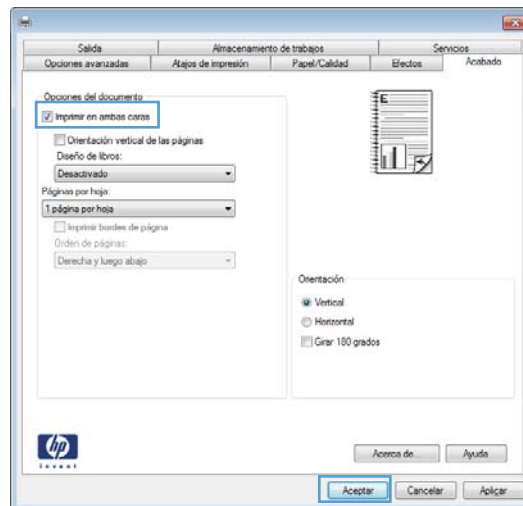 Salida Almacenamiento de trabajos Servicios
Opciones avanzadas Atajos de impresión Papel/Calidad Efectos Acabado
Opciones del documento
Imprimir en ambas caras
Orientación vertical de las páginas
Diseño de libros:
Desactivado
Páginas por hoja:
1 página por hoja
Imprimir bordes de página
Orden de páginas:
Derecha y luego abajo
E
Orientación
Vertical
Horizontal
Girar 180 grados
hp
invent
Acerca de... Ayuda
Aceptar Cancelar Aplicar